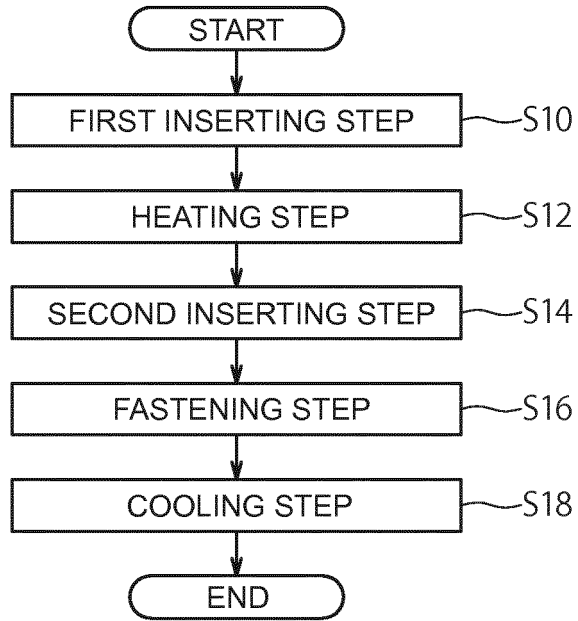 START
FIRST INSERTING STEP S10
HEATING STEP S12
SECOND INSERTING STEP S14
FASTENING STEP S16
COOLING STEP S18
END